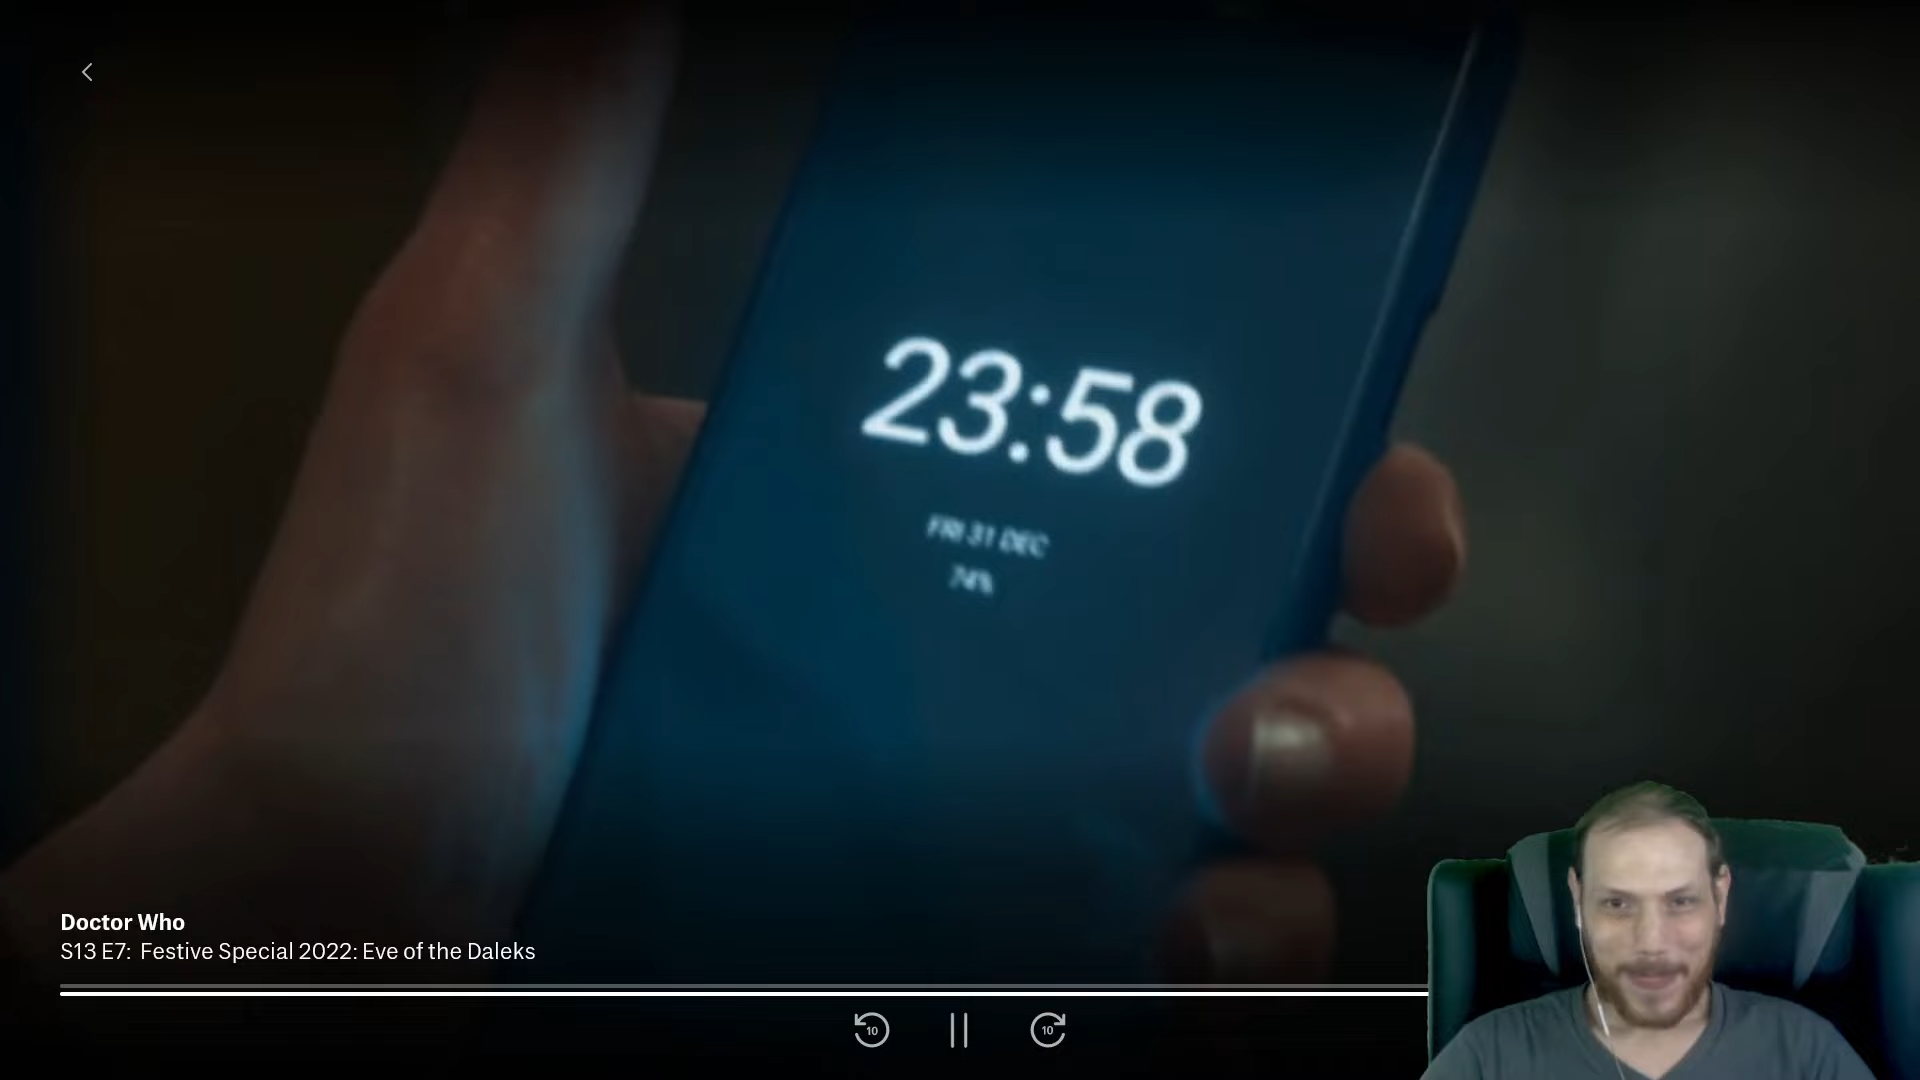 23:58
FRI 31 DEC
74%
Doctor Who
S13 E7: Festive Special 2022: Eve of the Daleks
10
10